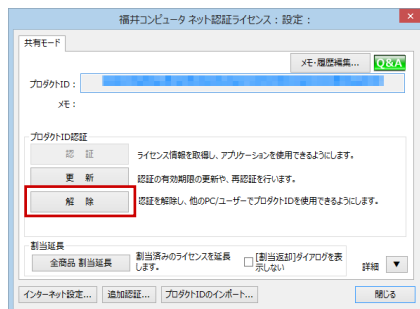 福井コンピュータ ネット認証ライセンス：設定：
共有モード
メモ・履歴編集... Q&A
プロダクトID：
メモ：
プロダクトID認証
認 証 ライセンス情報を取得し、アプリケーションを使用できるようにします。
更 新 認証の有効期限の更新や、再認証を行います。
解 除 認証を解除し、他のPC/ユーザーでプロダクトIDを使用できるようにします。
割当延長
全商品 割当延長 割当済みのライセンスを延長 [割当返却]ダイアログを表
します。 示しない 詳細 ▼
インターネット設定... 追加認証... プロダクトIDのインポート... 閉じる